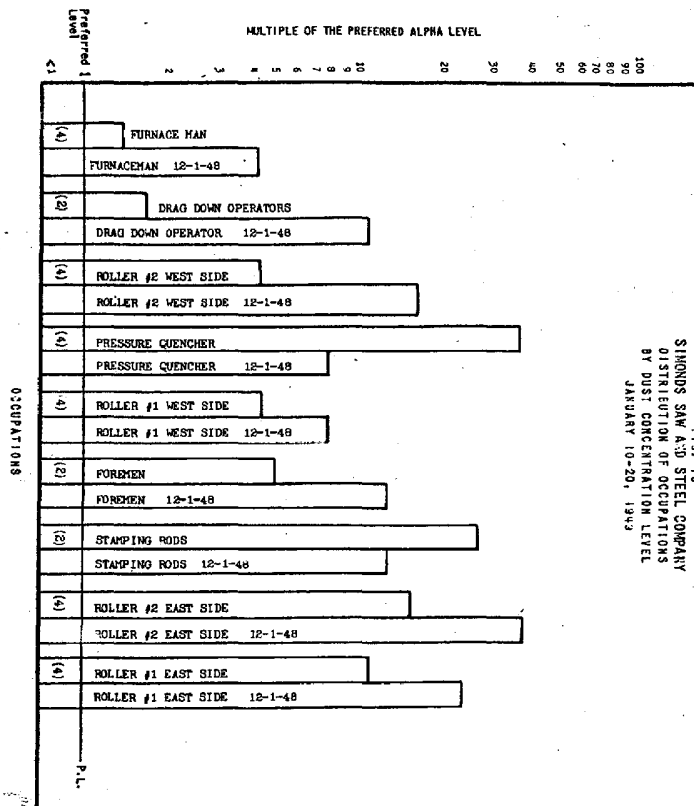 MULTIPLE OF THE PREFERRED ALPHA LEVEL
<1
Preferred 1
Level
2
3
4
5
6
7
8
9
10
20
30
40
50
60
70
80
90
100
SIMONDS SAW AND STEEL COMPANY
DISTRIBUTION OF OCCUPATIONS
BY DUST CONCENTRATION LEVEL
JANUARY 10-20, 1943
(4) FURNACE MAN
FURNACEMAN 12-1-48
(2) DRAG DOWN OPERATORS
DRAG DOWN OPERATOR 12-1-48
(4) ROLLER #2 WEST SIDE
ROLLER #2 WEST SIDE 12-1-48
(4) PRESSURE QUENCHER
PRESSURE QUENCHER 12-1-48
(4) ROLLER #1 WEST SIDE
ROLLER #1 WEST SIDE 12-1-48
(2) FOREMEN
FOREMEN 12-1-48
(2) STAMPING RODS
STAMPING RODS 12-1-48
(4) ROLLER #2 EAST SIDE
ROLLER #2 EAST SIDE 12-1-48
(4) ROLLER #1 EAST SIDE
ROLLER #1 EAST SIDE 12-1-48
P.L.
OCCUPATIONS